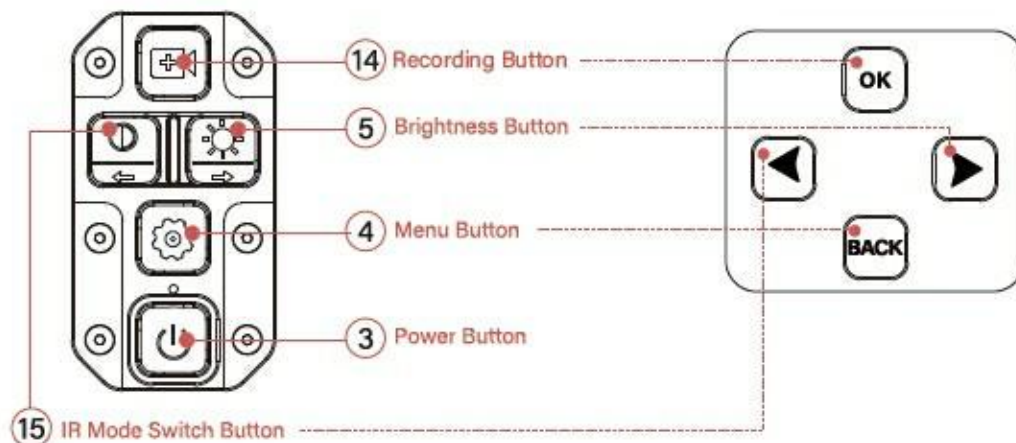 14 Recording Button
OK
5 Brightness Button
4 Menu Button
BACK
3 Power Button
15 IR Mode Switch Button